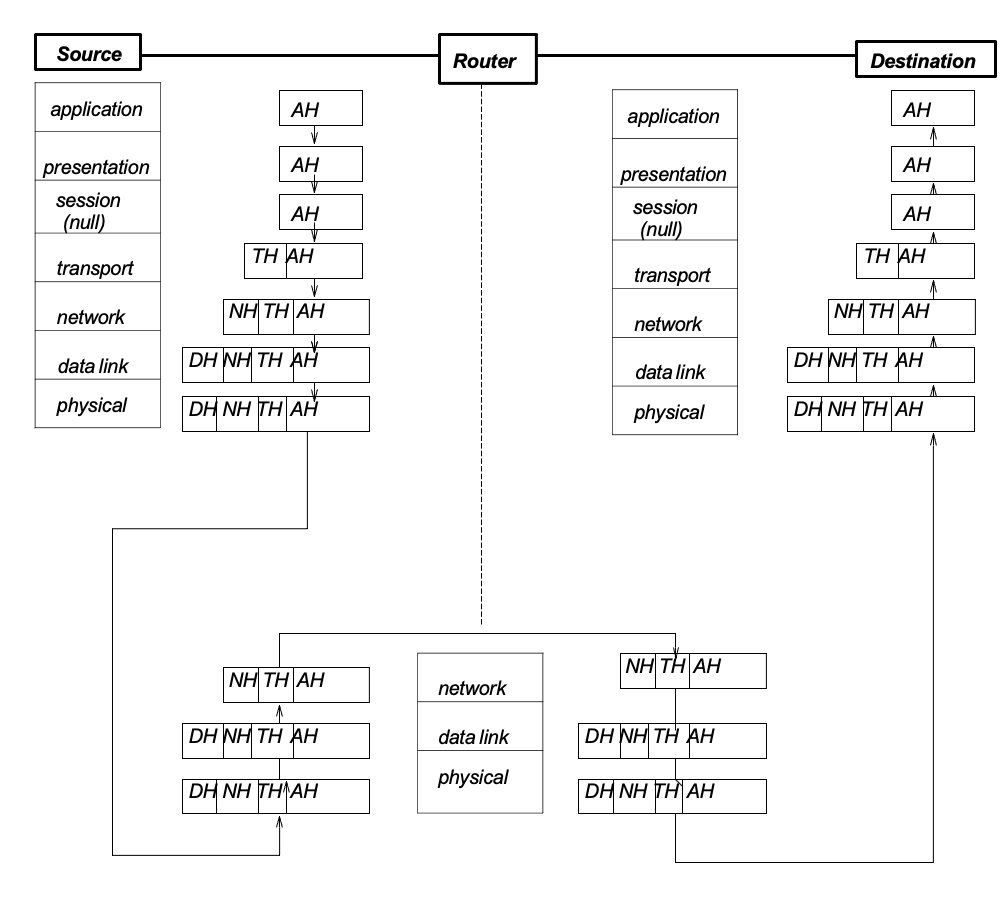 Source
Router
Destination
application
AH
application
AH
presentation
AH
presentation
AH
session
(null)
AH
session
(null)
AH
transport
TH AH
transport
TH AH
network
NH TH AH
network
NH TH AH
data link
DH NH TH AH
data link
DH NH TH AH
physical
DH NH TH AH
physical
DH NH TH AH
NH TH AH
network
NH TH AH
DH NH TH AH
data link
DH NH TH AH
DH NH TH AH
physical
DH NH TH AH